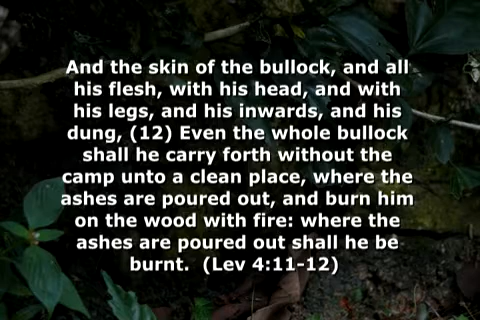 And the skin of the bullock, and all
his flesh, with his head, and with
his legs, and his inwards, and his
dung, (12) Even the whole bullock
shall he carry forth without the
camp unto a clean place, where the
ashes are poured out, and burn him
on the wood with fire: where the
ashes are poured out shall he be
burnt.  (Lev 4:11-12)